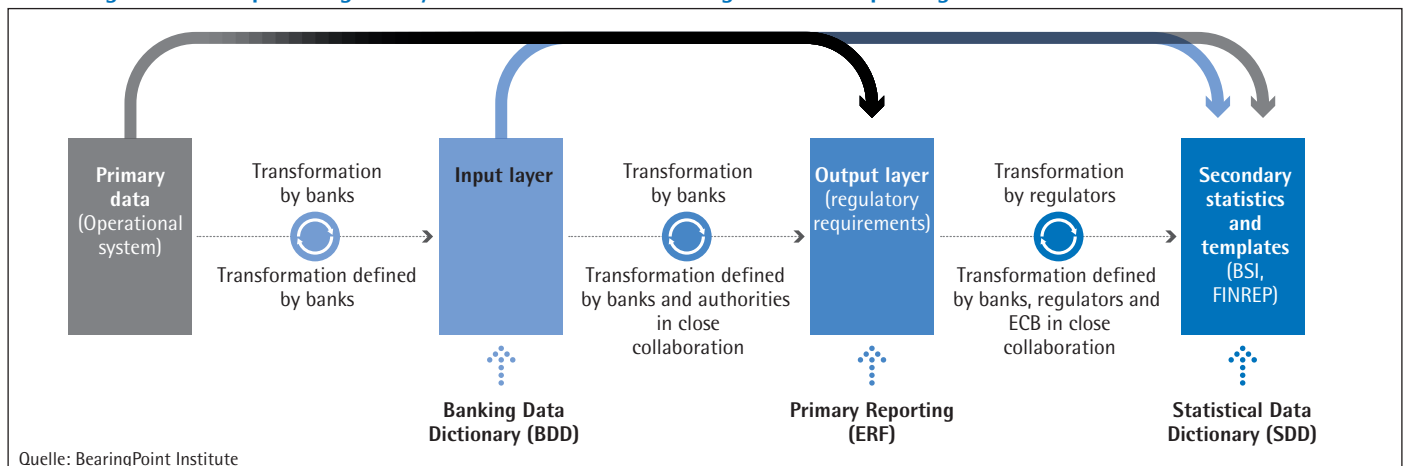 Primary
data
(Operational
system)
Transformation
by banks
Transformation defined
by banks
Input layer
Transformation
by banks
Transformation defined
by banks and authorities
in close
collaboration
Output layer
(regulatory
requirements)
Transformation
by regulators
Transformation defined
by banks, regulators and
ECB in close
collaboration
Secondary
statistics
and
templates
(BSI,
FINREP)
Banking Data
Dictionary (BDD)
Primary Reporting
(ERF)
Statistical Data
Dictionary (SDD)
Quelle: BearingPoint Institute